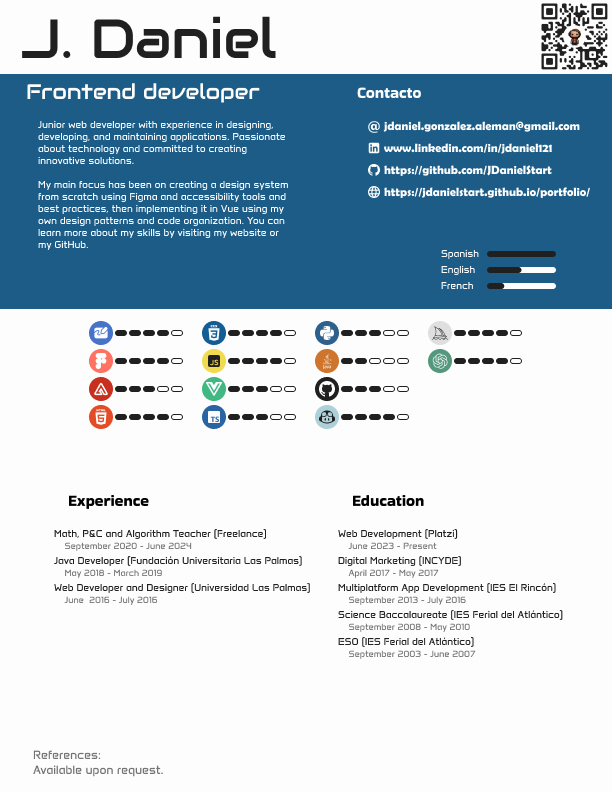 J. Daniel
Frontend developer
Junior web developer with experience in designing,
developing, and maintaining applications. Passionate
about technology and committed to creating
innovative solutions.
My main focus has been on creating a design system
from scratch using Figma and accessibility tools and
best practices, then implementing it in Vue using my
own design patterns and code organization. You can
learn more about my skills by visiting my website or
my GitHub.
Contacto
@ jdaniel.gonzalez.aleman@gmail.com
in www.linkedin.com/in/jdaniel121
https://github.com/JDanielStart
https://jdanielstart.github.io/portfolio/
Spanish
English
French
JS
TS
Experience
Math, P&C and Algorithm Teacher (Freelance)
September 2020 - June 2024
Java Developer (Fundación Universitaria Las Palmas)
May 2018 - March 2019
Web Developer and Designer (Universidad Las Palmas)
June 2016 - July 2016
Education
Web Development (Platzi)
June 2023 - Present
Digital Marketing (INCYDE)
April 2017 - May 2017
Multiplatform App Development (IES El Rincón)
September 2013 - July 2016
Science Baccalaureate (IES Ferial del Atlántico)
September 2008 - May 2010
ESO (IES Ferial del Atlántico)
September 2003 - June 2007
References:
Available upon request.